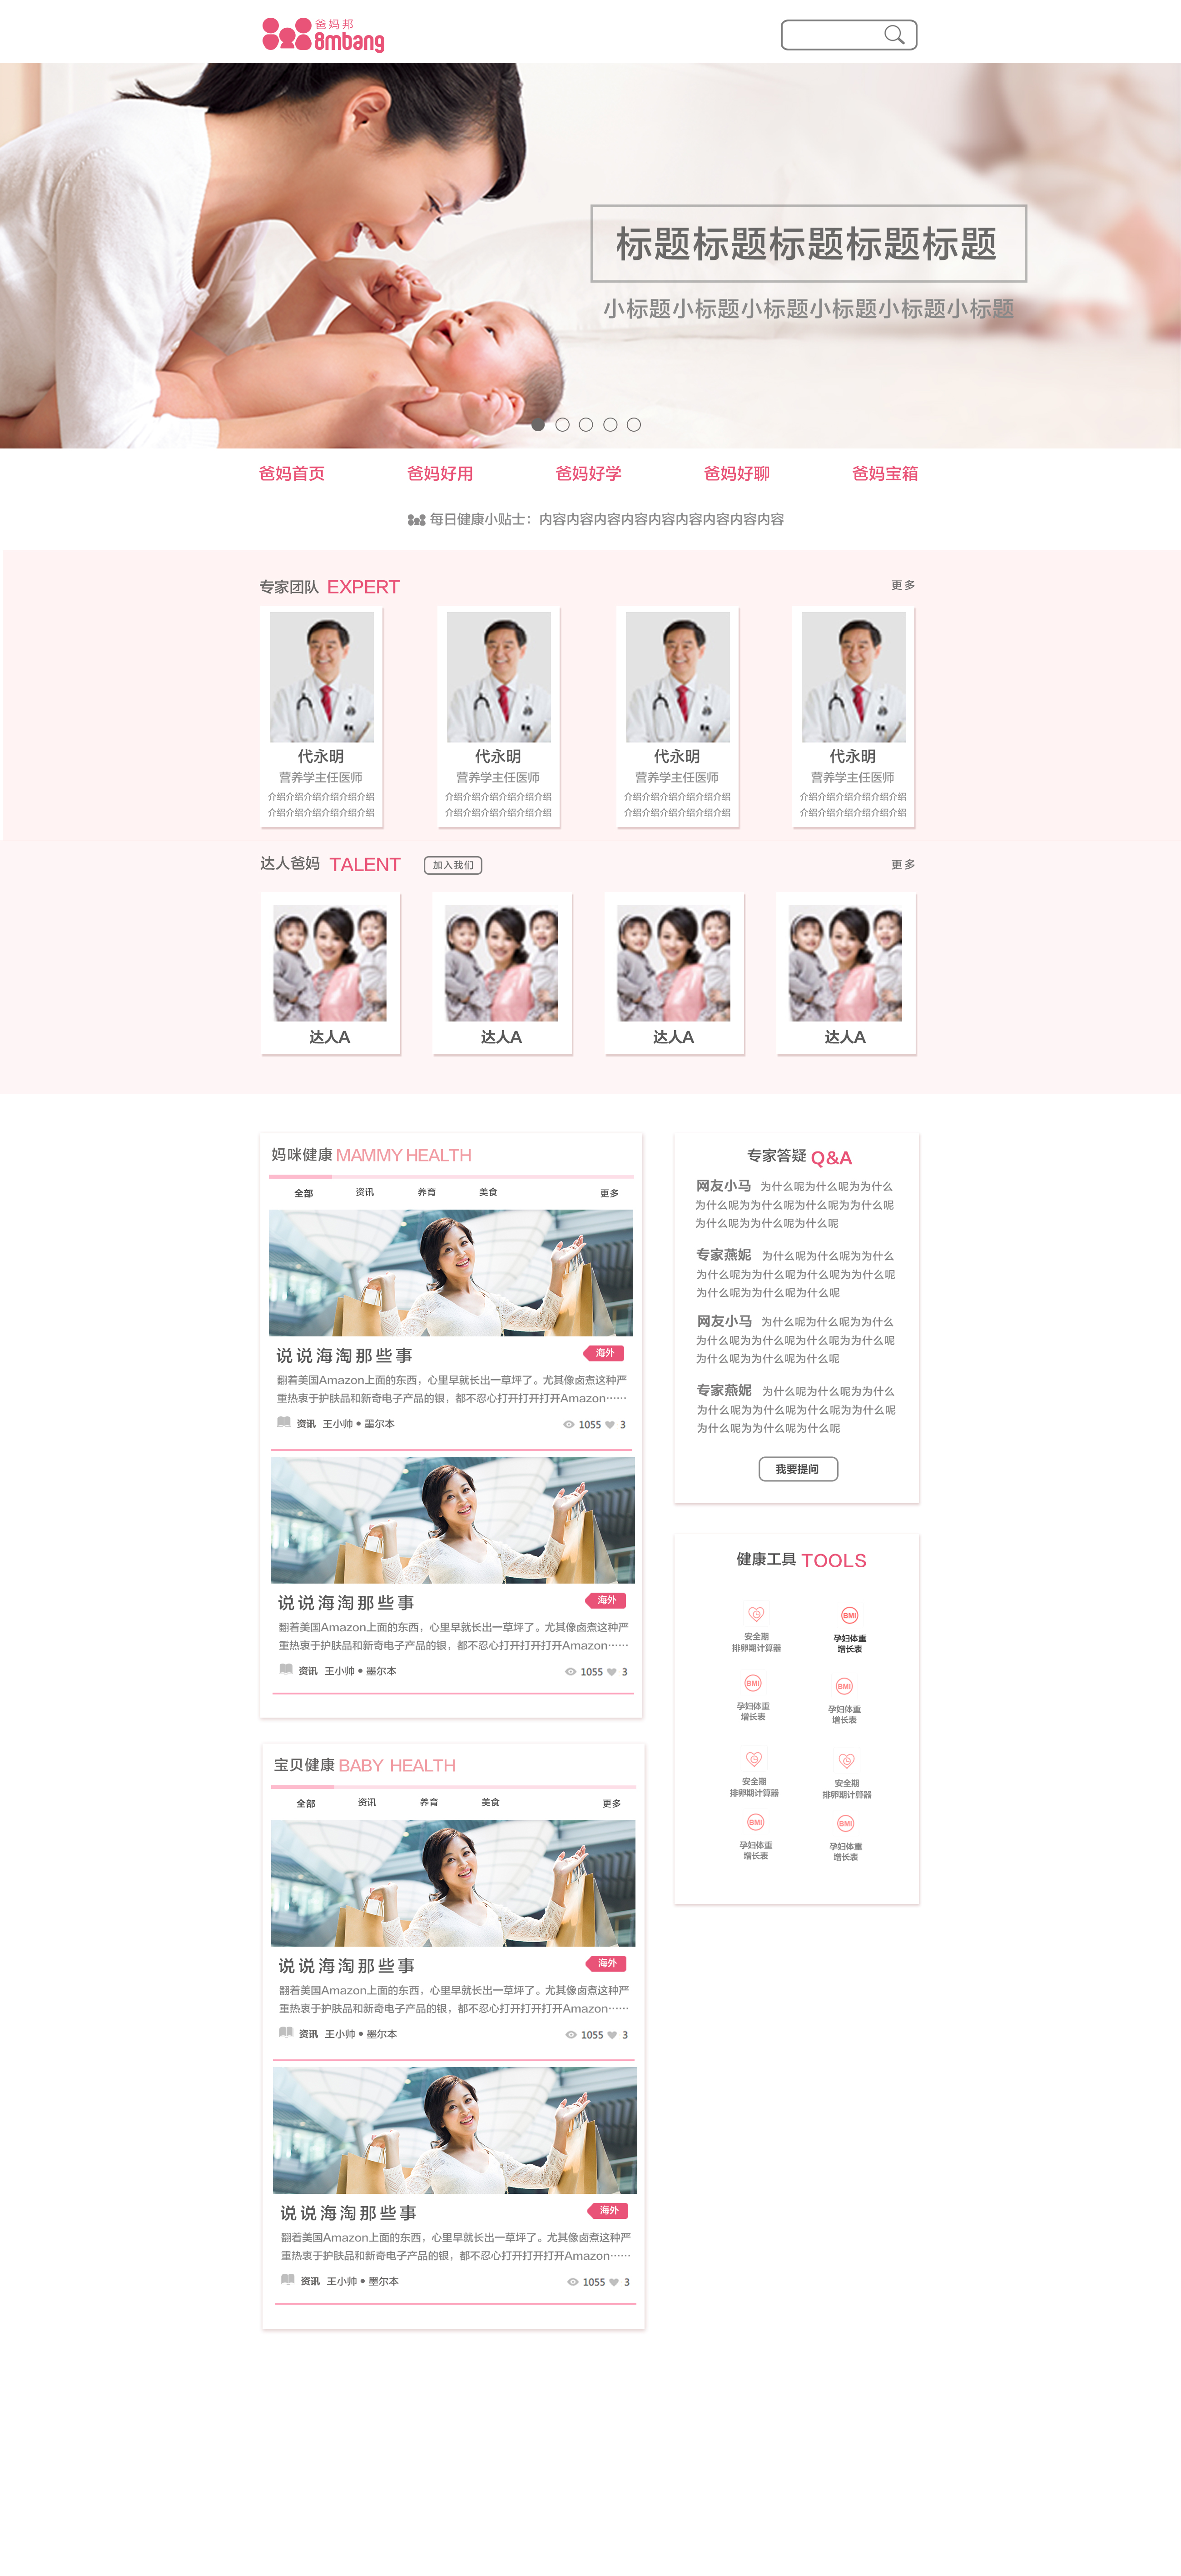 爸妈邦
8mbang
标题标题标题标题标题
小标题小标题小标题小标题小标题小标题
爸妈首页 爸妈好用 爸妈好学 爸妈好聊 爸妈宝箱
每日健康小贴士：内容内容内容内容内容内容内容内容内容
专家团队 EXPERT 更多
代永明 代永明 代永明 代永明
营养学主任医师 营养学主任医师 营养学主任医师 营养学主任医师
介绍介绍介绍介绍介绍介绍 介绍介绍介绍介绍介绍介绍 介绍介绍介绍介绍介绍介绍 介绍介绍介绍介绍介绍介绍
介绍介绍介绍介绍介绍介绍 介绍介绍介绍介绍介绍介绍 介绍介绍介绍介绍介绍介绍 介绍介绍介绍介绍介绍介绍
达人爸妈 TALENT 加入我们 更多
达人A 达人A 达人A 达人A
妈咪健康 MAMMY HEALTH
全部 资讯 养育 美食 更多
说说海淘那些事 海外
翻着美国Amazon上面的东西，心里早就长出一草坪了。尤其像卤煮这种严
重热衷于护肤品和新奇电子产品的银，都不忍心打开打开打开Amazon……
资讯 王小帅 • 墨尔本 1055 3
说说海淘那些事 海外
翻着美国Amazon上面的东西，心里早就长出一草坪了。尤其像卤煮这种严
重热衷于护肤品和新奇电子产品的银，都不忍心打开打开打开Amazon……
资讯 王小帅 • 墨尔本 1055 3
宝贝健康 BABY HEALTH
全部 资讯 养育 美食 更多
说说海淘那些事 海外
翻着美国Amazon上面的东西，心里早就长出一草坪了。尤其像卤煮这种严
重热衷于护肤品和新奇电子产品的银，都不忍心打开打开打开Amazon……
资讯 王小帅 • 墨尔本 1055 3
说说海淘那些事 海外
翻着美国Amazon上面的东西，心里早就长出一草坪了。尤其像卤煮这种严
重热衷于护肤品和新奇电子产品的银，都不忍心打开打开打开Amazon……
资讯 王小帅 • 墨尔本 1055 3
专家答疑 Q&A
网友小马 为什么呢为什么呢为为什么
为什么呢为为什么呢为什么呢为为什么呢
为什么呢为为什么呢为什么呢
专家燕妮 为什么呢为什么呢为为什么
为什么呢为为什么呢为什么呢为为什么呢
为什么呢为为什么呢为什么呢
网友小马 为什么呢为什么呢为为什么
为什么呢为为什么呢为什么呢为为什么呢
为什么呢为为什么呢为什么呢
专家燕妮 为什么呢为什么呢为为什么
为什么呢为为什么呢为什么呢为为什么呢
为什么呢为为什么呢为什么呢
我要提问
健康工具 TOOLS
BMI
安全期 孕妇体重
排卵期计算器 增长表
BMI BMI
孕妇体重 孕妇体重
增长表 增长表
安全期 安全期
排卵期计算器 排卵期计算器
BMI BMI
孕妇体重 孕妇体重
增长表 增长表